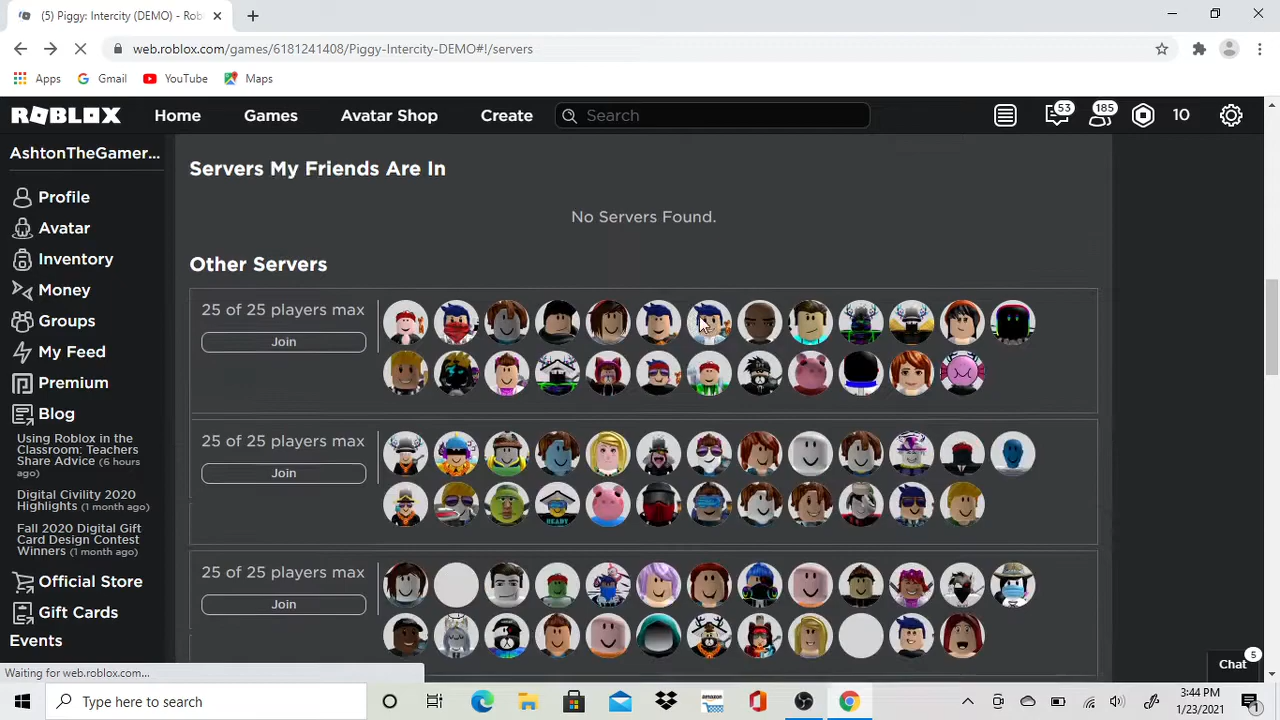 (5) Piggy: Intercity (DEMO) - Rob
web.roblox.com/games/6181241408/Piggy-Intercity-DEMO#!/servers
Apps Gmail YouTube Maps
ROBLOX Home Games Avatar Shop Create Search 53 185 10
AshtonTheGamer...
Profile
Avatar
Inventory
Money
Groups
My Feed
Premium
Blog
Using Roblox in the
Classroom: Teachers
Share Advice (6 hours
ago)
Digital Civility 2020
Highlights (1 month ago)
Fall 2020 Digital Gift
Card Design Contest
Winners (1 month ago)
Official Store
Gift Cards
Events
Servers My Friends Are In
No Servers Found.
Other Servers
25 of 25 players max
Join
25 of 25 players max
Join
READY
25 of 25 players max
Join
Waiting for web.roblox.com...
Chat 5
Type here to search
3:44 PM
1/23/2021
1